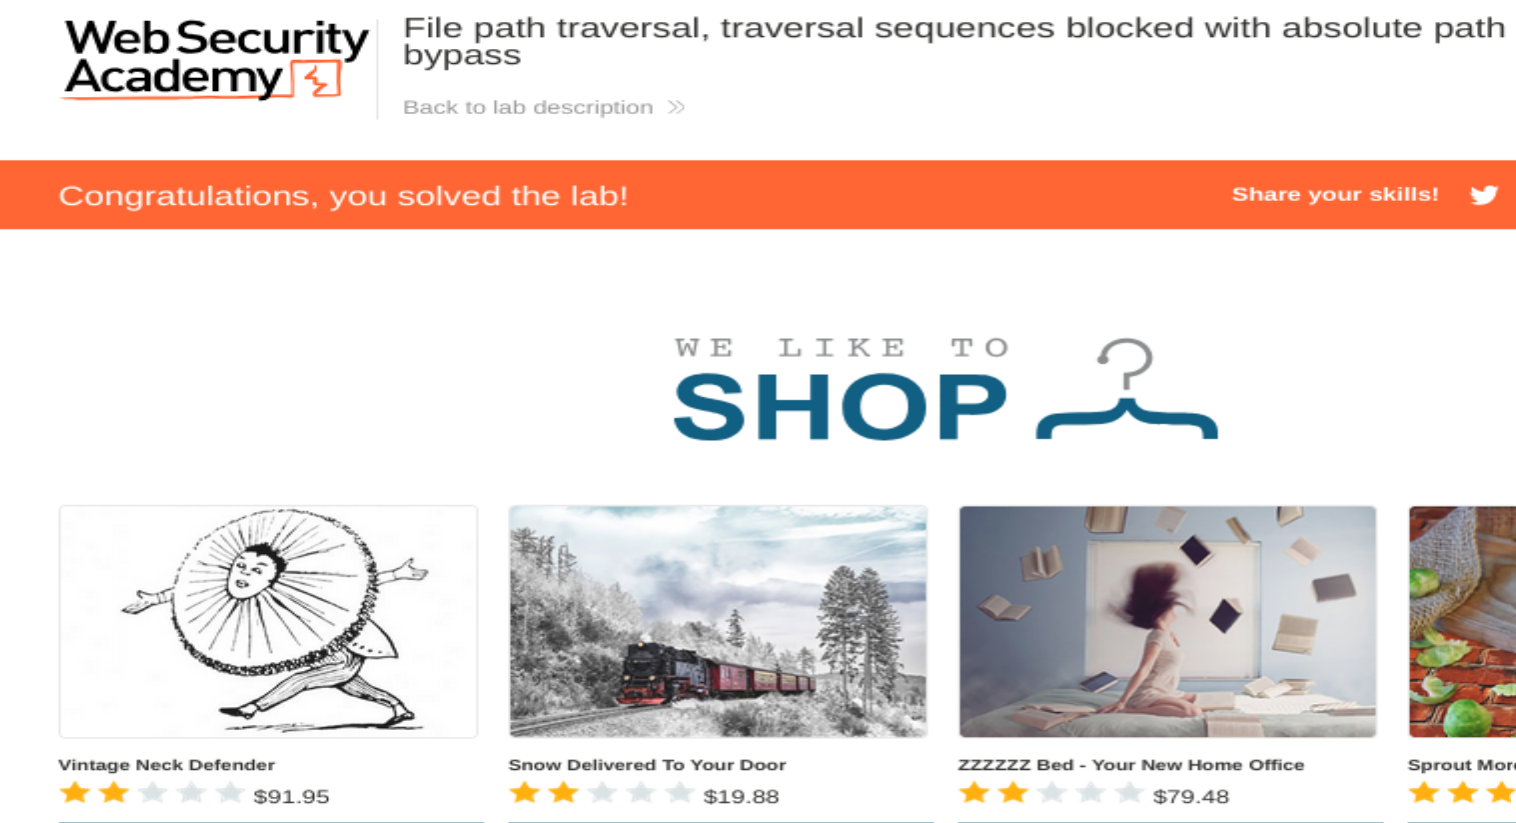 Web Security
Academy
File path traversal, traversal sequences blocked with absolute path
bypass
Back to lab description
Congratulations, you solved the lab!
Share your skills!
WE LIKE TO
SHOP
Vintage Neck Defender
$91.95
Snow Delivered To Your Door
$19.88
ZZZZZZ Bed - Your New Home Office
$79.48
Sprout More